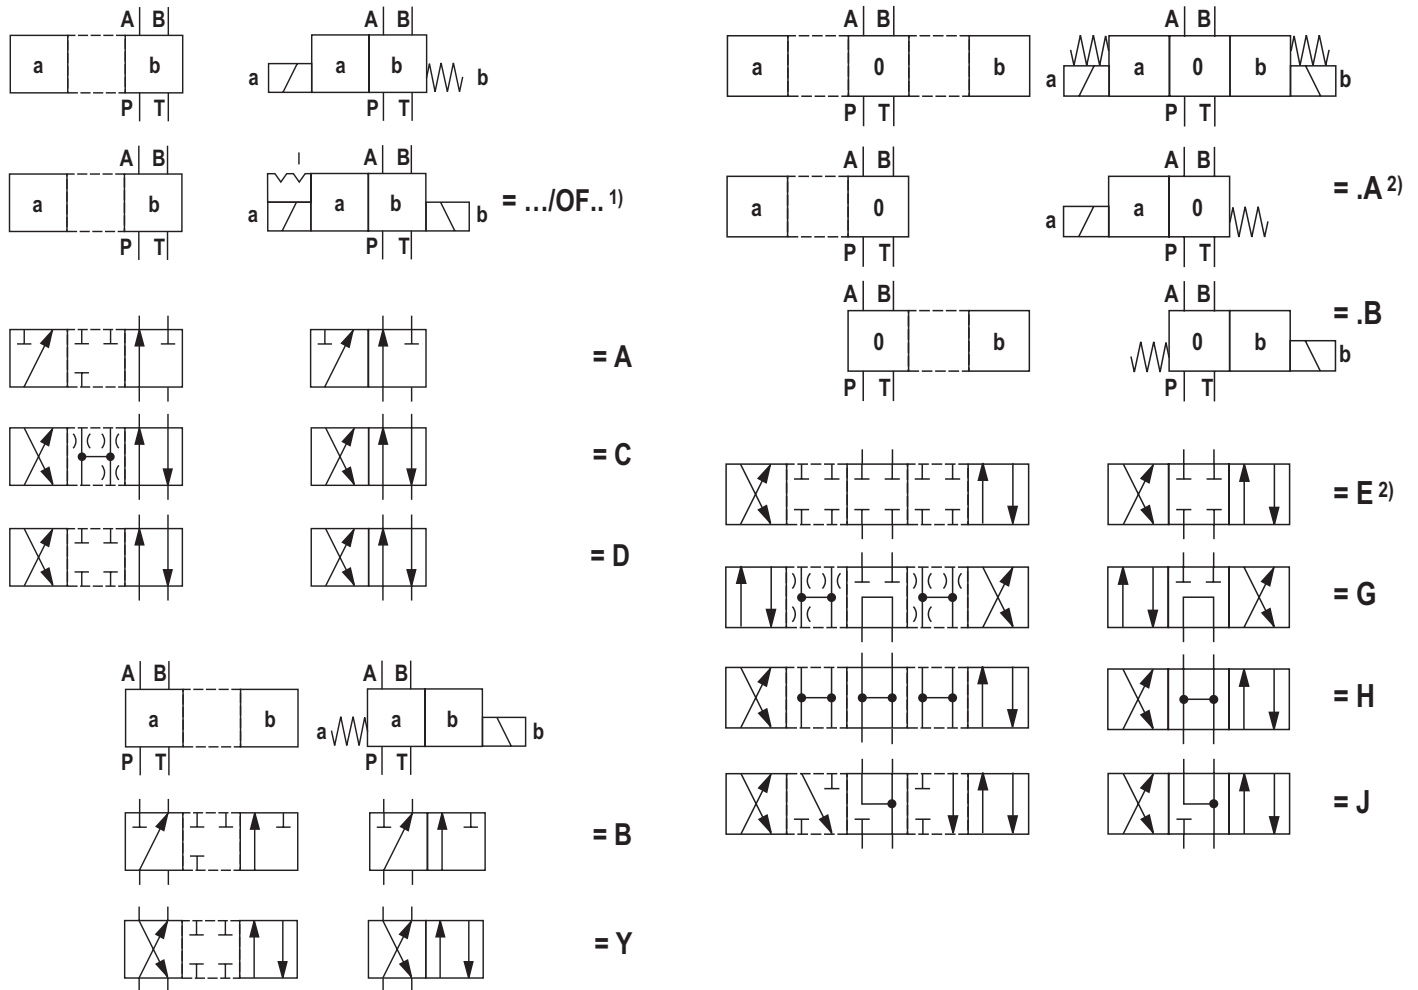 A B
a b
P T
A B
a a b b
P T
A B
a b
P T
A B
a a b b
P T
= .../OF.. 1)
= A
= C
= D
A B
a b
P T
A B
a a b b
P T
= B
= Y
A B
a 0 b
P T
A B
a a 0 b b
P T
A B
a 0
P T
A B
a a 0
P T
= .A 2)
A B
0 b
P T
A B
0 b b
P T
= .B
= E 2)
= G
= H
= J